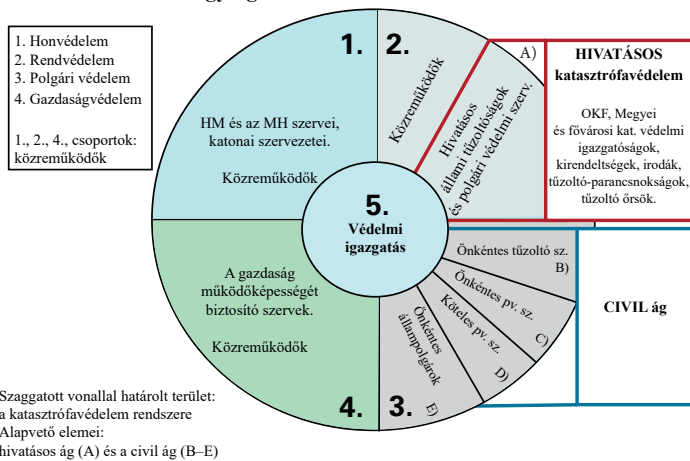 1. Honvédelem
2. Rendvédelem
3. Polgári védelem
4. Gazdaságvédelem
1., 2., 4., csoportok:
közreműködők
1.
HM és az MH szervei,
katonai szervezetei.
Közreműködők
2.
Közreműködők
A)
Hivatásos
állami tűzoltóságok
és polgári védelmi szerv.
HIVATÁSOS
katasztrófavédelem
OKF, Megyei
és fővárosi kat. védelmi
igazgatóságok,
kirendeltségek, irodák,
tűzoltó-parancsnokságok,
tűzoltó őrsök.
5.
Védelmi
igazgatás
Önkéntes tűzoltó sz.
B)
Önkéntes pv. sz.
C)
Köteles pv. sz.
D)
Önkéntes
állampolgárok
E)
3.
CIVIL ág
A gazdaság
működőképességét
biztosító szervek.
Közreműködők
4.
Szaggatott vonallal határolt terület:
a katasztrófavédelem rendszere
Alapvető elemei:
hivatásos ág (A) és a civil ág (B–E)